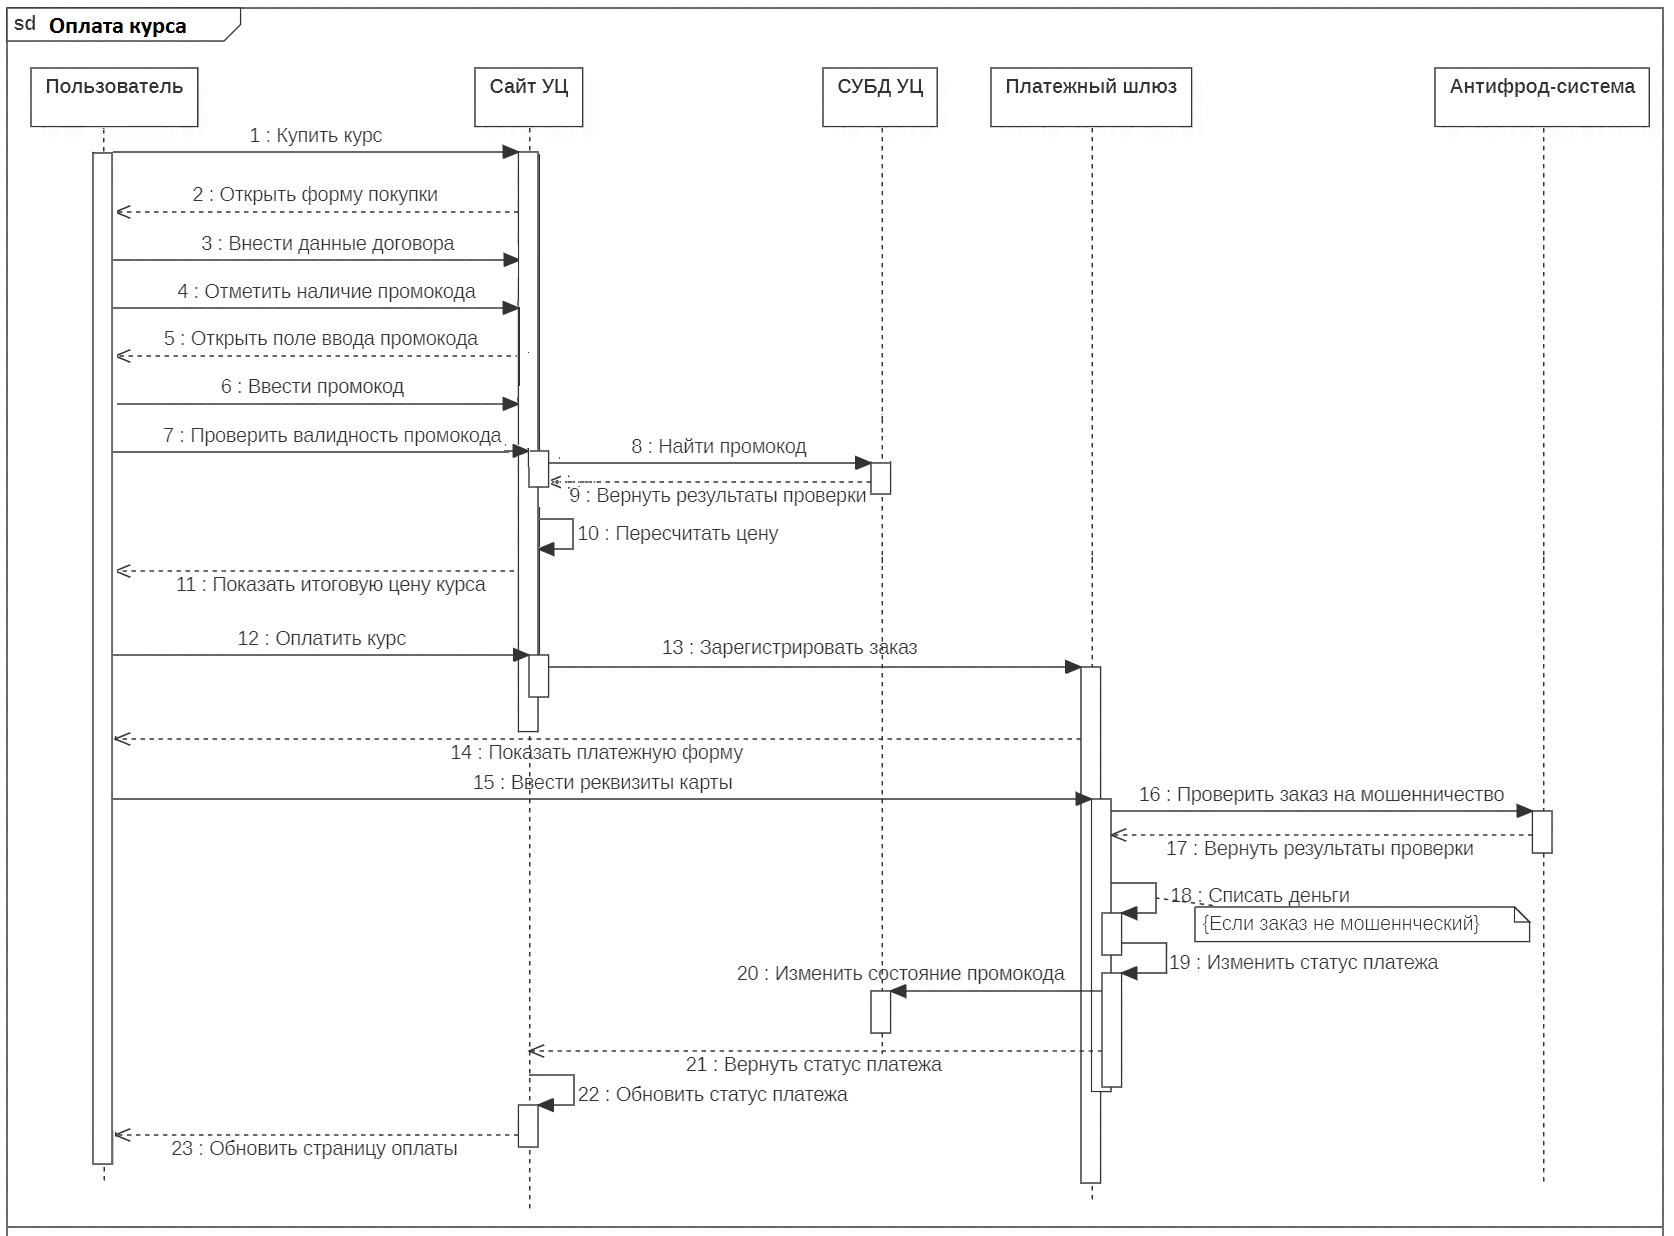 sd Оплата курса
Пользователь
Сайт УЦ
СУБД УЦ
Платежный шлюз
Антифрод-система
1 : Купить курс
2 : Открыть форму покупки
3 : Внести данные договора
4 : Отметить наличие промокода
5 : Открыть поле ввода промокода
6 : Ввести промокод
7 : Проверить валидность промокода
8 : Найти промокод
9 : Вернуть результаты проверки
10 : Пересчитать цену
11 : Показать итоговую цену курса
12 : Оплатить курс
13 : Зарегистрировать заказ
14 : Показать платежную форму
15 : Ввести реквизиты карты
16 : Проверить заказ на мошенничество
17 : Вернуть результаты проверки
18 : Списать деньги
{Если заказ не мошеннческий}
19 : Изменить статус платежа
20 : Изменить состояние промокода
21 : Вернуть статус платежа
22 : Обновить статус платежа
23 : Обновить страницу оплаты